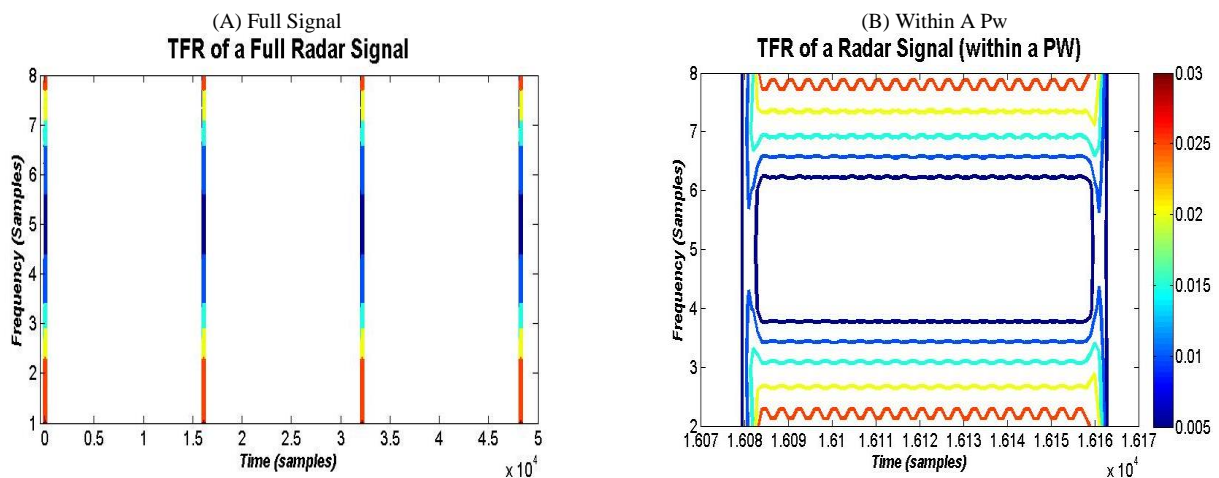 (A) Full Signal
TFR of a Full Radar Signal
Frequency (Samples)
8
7
6
5
4
3
2
1
0 0.5 1 1.5 2 2.5 3 3.5 4 4.5 5
Time (samples)
x 10^4
(B) Within A Pw
TFR of a Radar Signal (within a PW)
Frequency (Samples)
8
7
6
5
4
3
2
1.607 1.608 1.609 1.61 1.611 1.612 1.613 1.614 1.615 1.616 1.617
Time (samples)
x 10^4
0.03
0.025
0.02
0.015
0.01
0.005